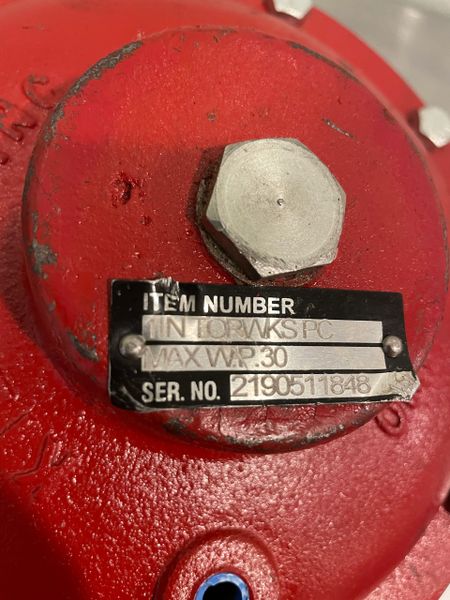 ITEM NUMBER
1IN TORWKS PC
MAX W.P.30
SER. NO. 2190511848